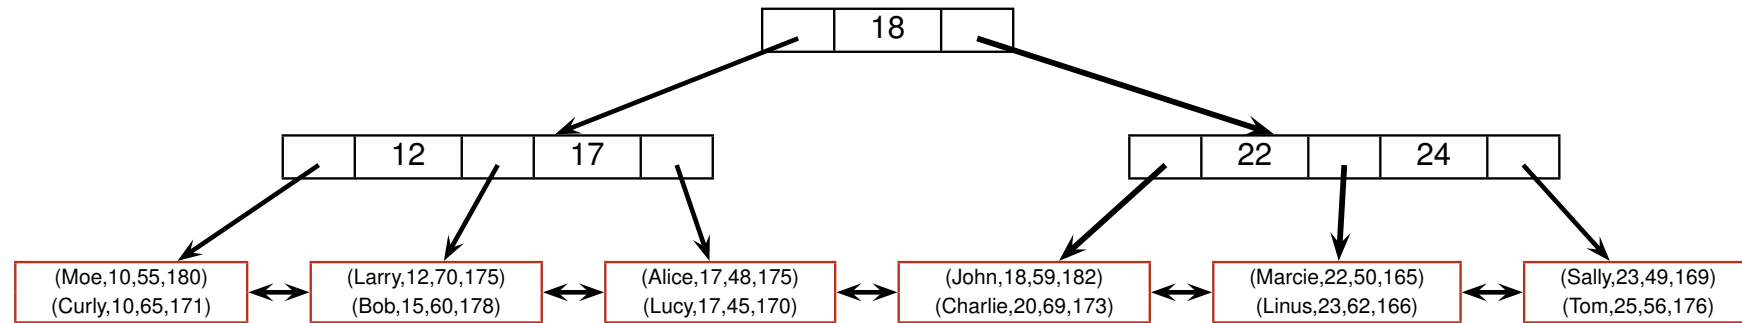 18
12 17
22 24
(Moe,10,55,180)
(Curly,10,65,171)
(Larry,12,70,175)
(Bob,15,60,178)
(Alice,17,48,175)
(Lucy,17,45,170)
(John,18,59,182)
(Charlie,20,69,173)
(Marcie,22,50,165)
(Linus,23,62,166)
(Sally,23,49,169)
(Tom,25,56,176)